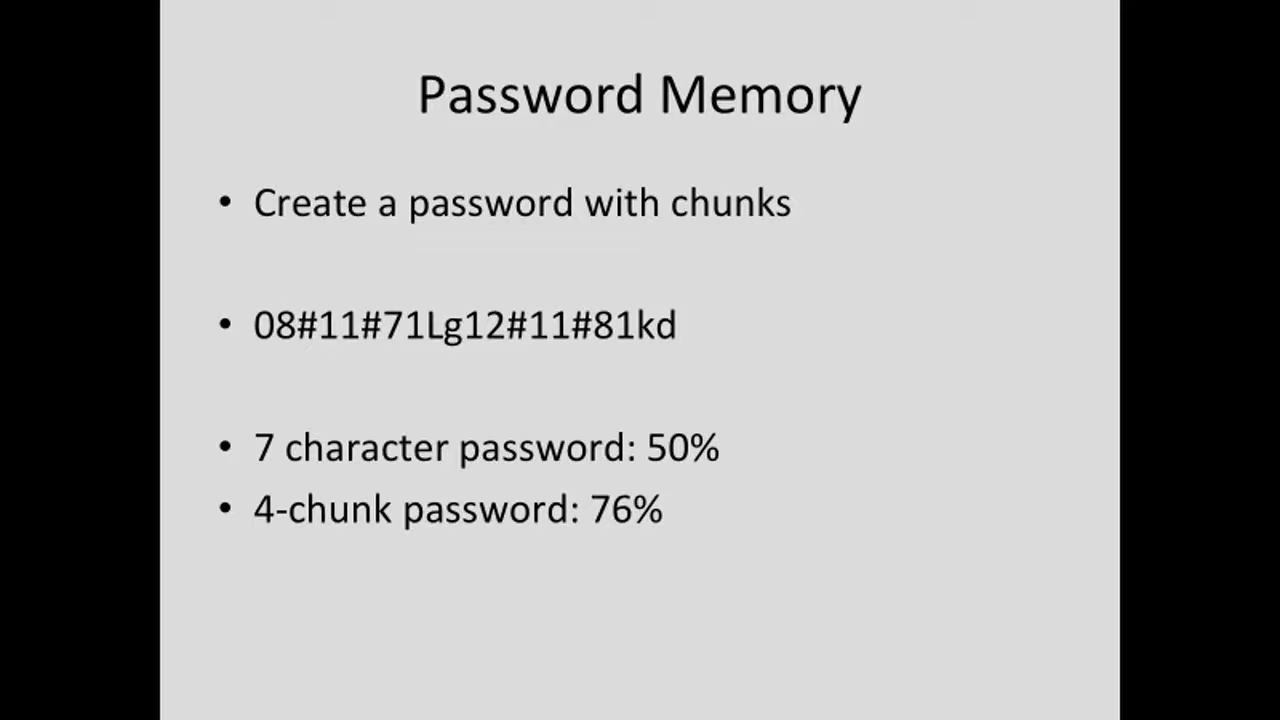 Password Memory
• Create a password with chunks
• 08#11#71Lg12#11#81kd
• 7 character password: 50%
• 4-chunk password: 76%